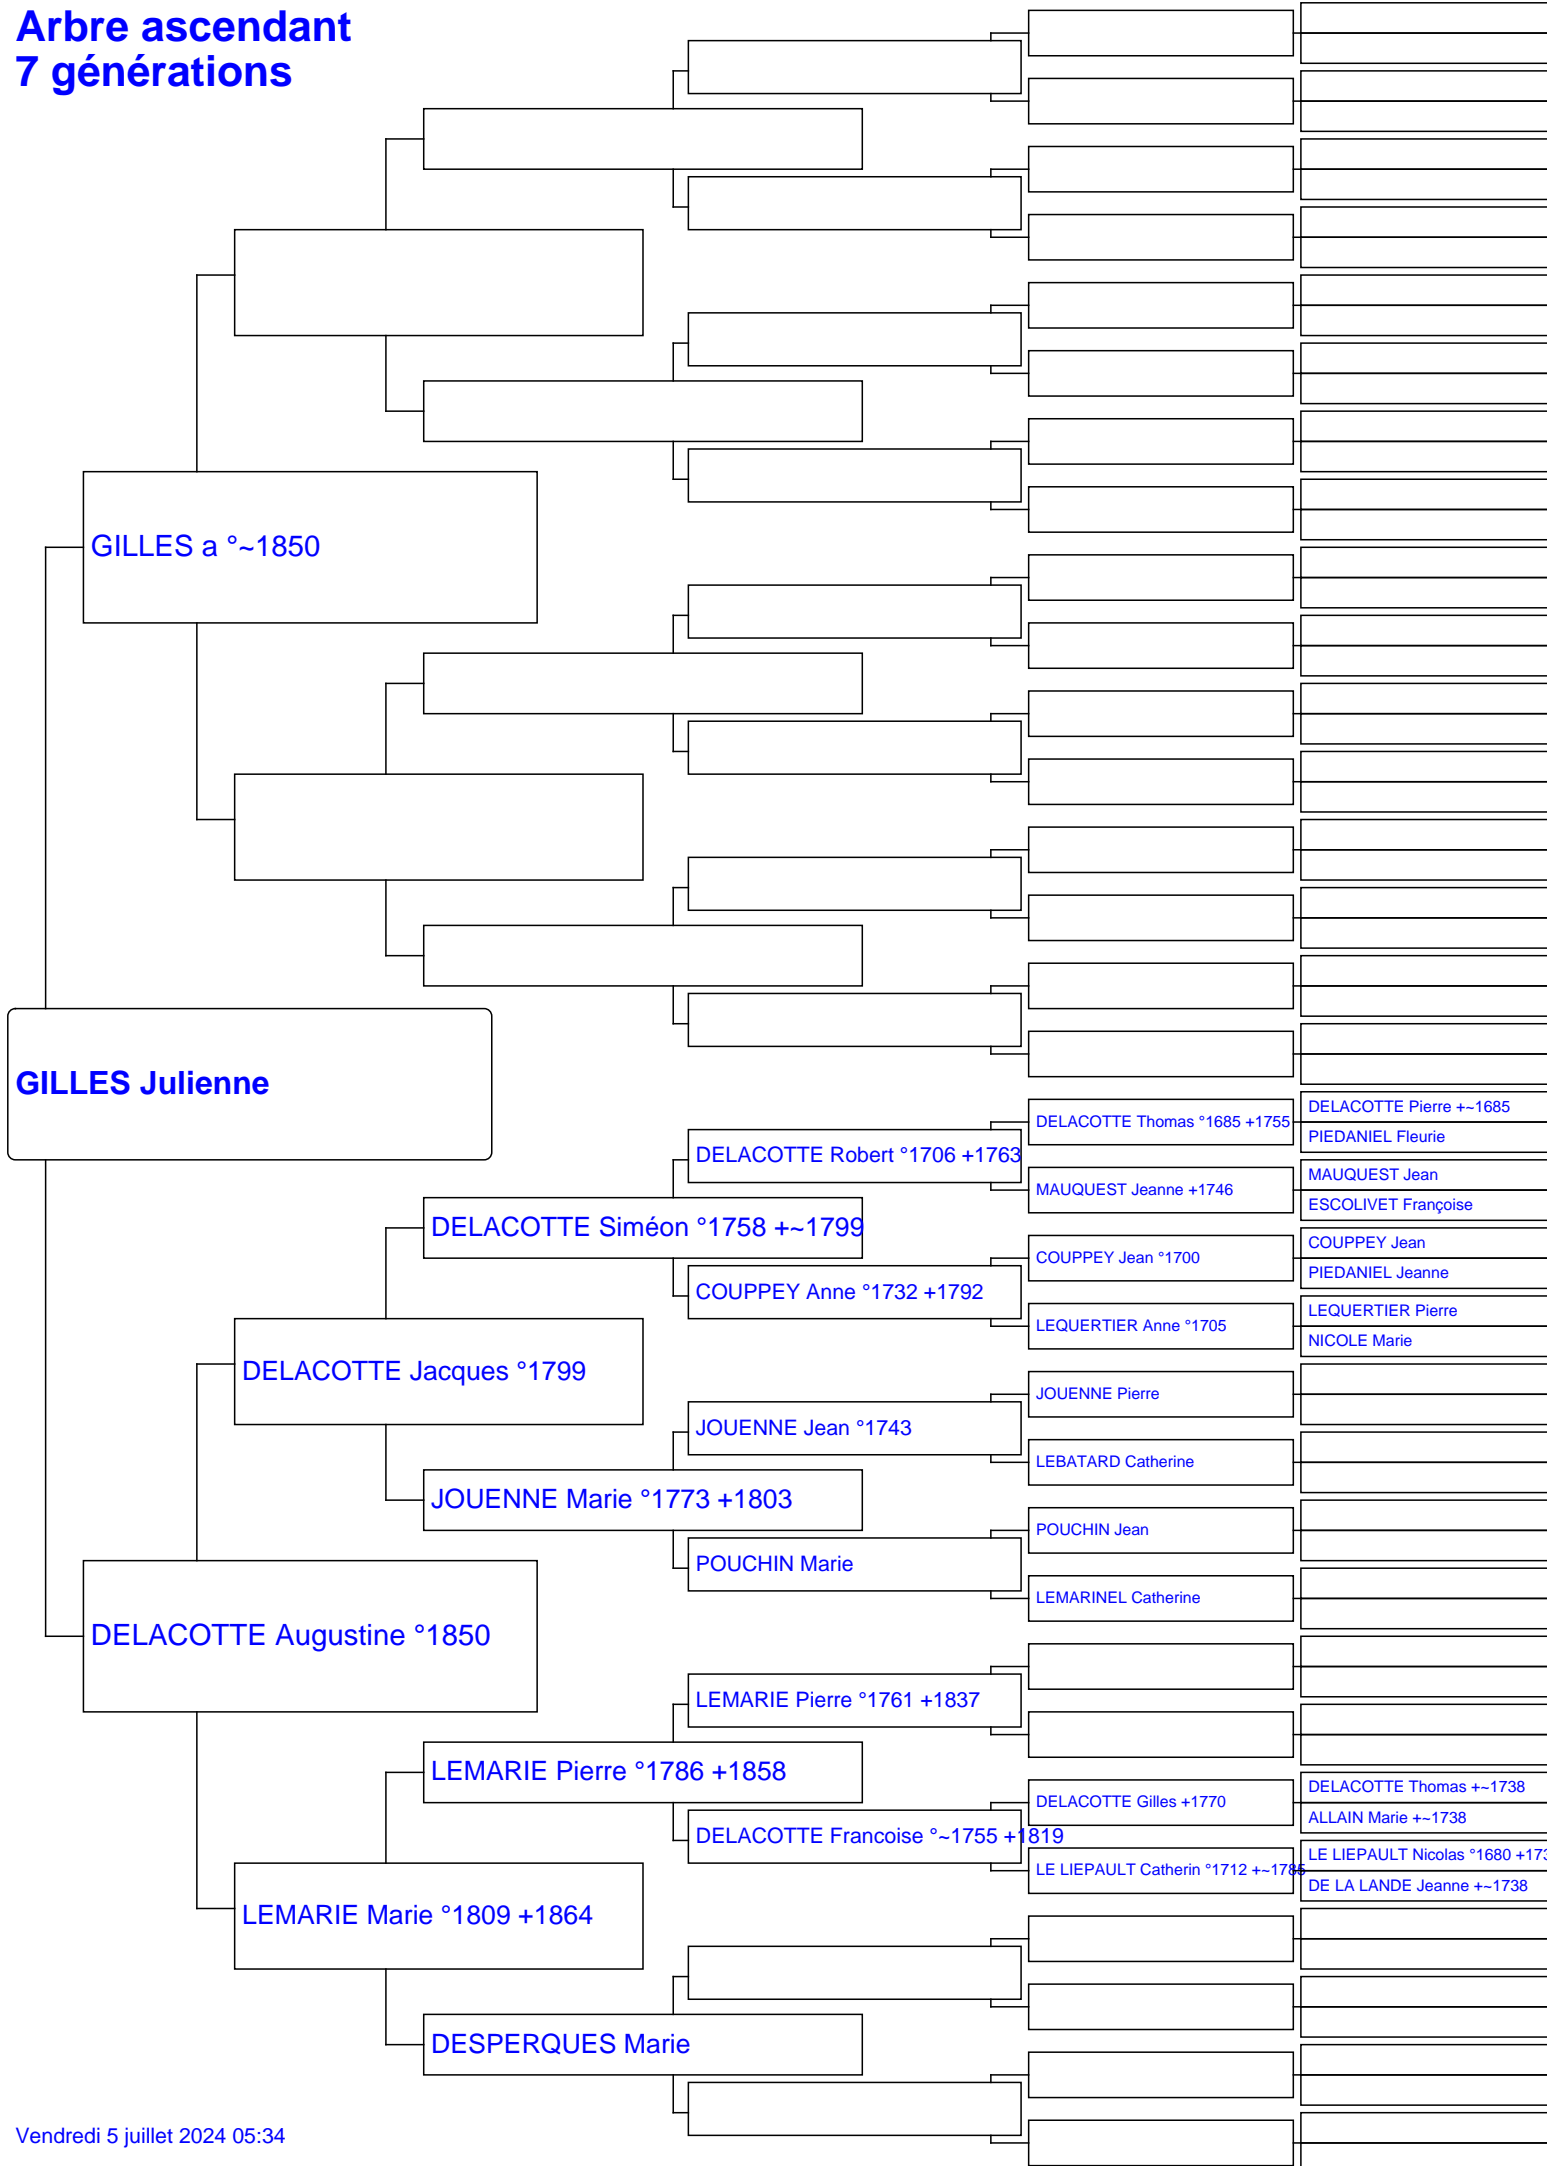 Arbre ascendant
7 générations
GILLES a °~1850
GILLES Julienne
DELACOTTE Pierre +~1685
DELACOTTE Thomas °1685 +1755
PIEDANIEL Fleurie
DELACOTTE Robert °1706 +1763
MAUQUEST Jean
MAUQUEST Jeanne +1746
ESCOLIVET Françoise
DELACOTTE Siméon °1758 +~1799
COUPPEY Jean
COUPPEY Jean °1700
PIEDANIEL Jeanne
COUPPEY Anne °1732 +1792
LEQUERTIER Pierre
LEQUERTIER Anne °1705
NICOLE Marie
DELACOTTE Jacques °1799
JOUENNE Pierre
JOUENNE Jean °1743
LEBATARD Catherine
JOUENNE Marie °1773 +1803
POUCHIN Jean
POUCHIN Marie
LEMARINEL Catherine
DELACOTTE Augustine °1850
LEMARIE Pierre °1761 +1837
LEMARIE Pierre °1786 +1858
DELACOTTE Thomas +~1738
DELACOTTE Gilles +1770
ALLAIN Marie +~1738
DELACOTTE Francoise °~1755 +1819
LE LIEPAULT Nicolas °1680 +173
LE LIEPAULT Catherin °1712 +~1785
DE LA LANDE Jeanne +~1738
LEMARIE Marie °1809 +1864
DESPERQUES Marie
Vendredi 5 juillet 2024 05:34